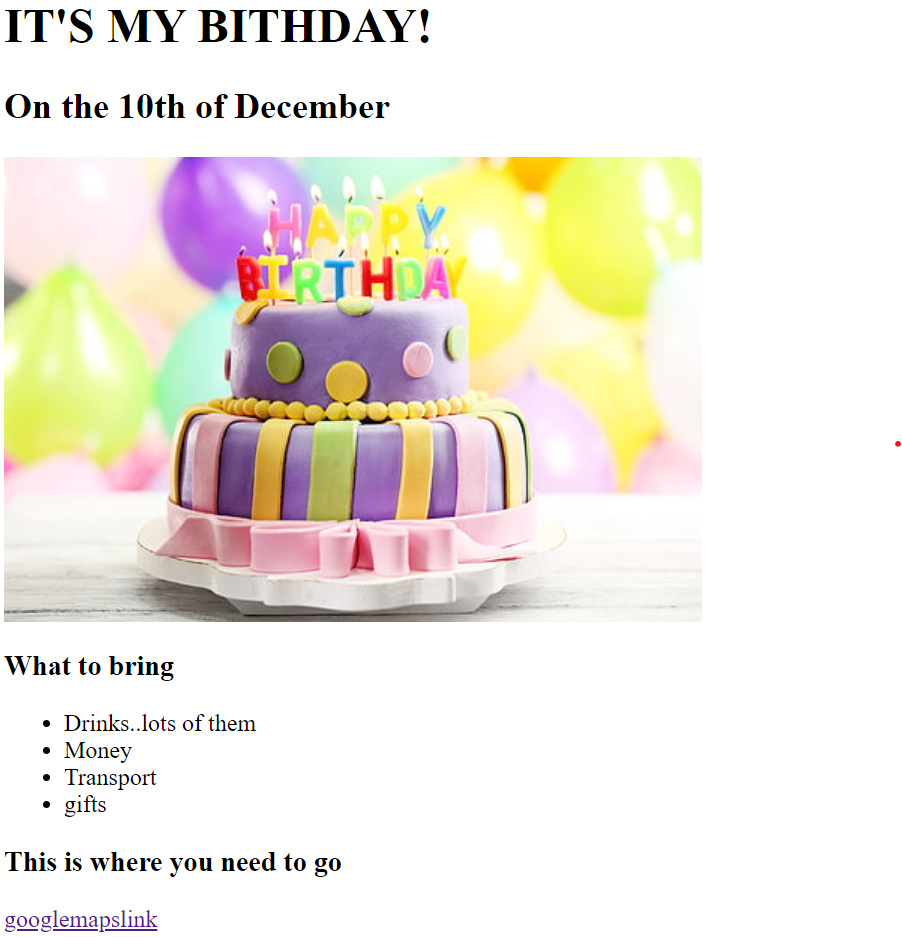 IT'S MY BITHDAY!
On the 10th of December
HAPPY
BIRTHDAY
What to bring
Drinks..lots of them
Money
Transport
gifts
This is where you need to go
googlemapslink